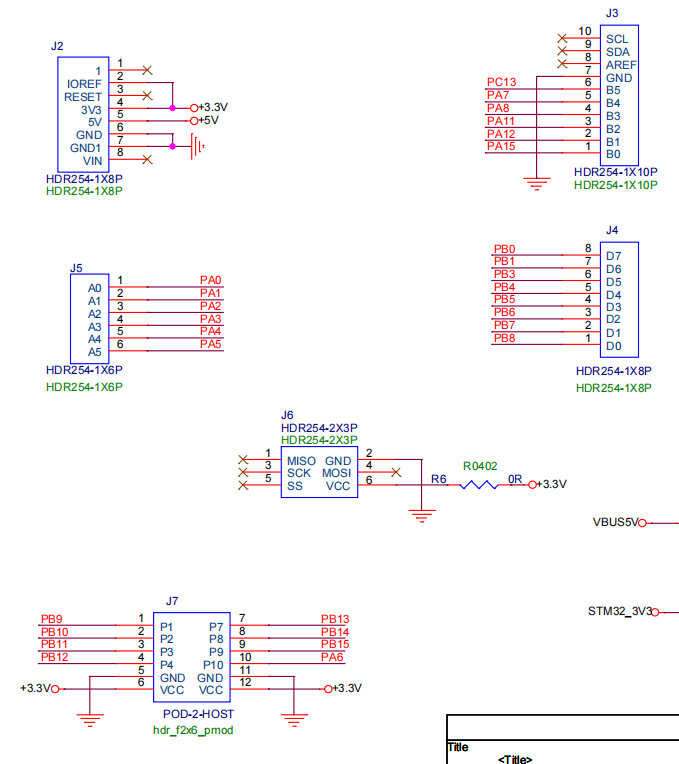 J2
1 1
IOREF 2
RESET 3
3V3 4 +3.3V
5V 5 +5V
GND 6
GND1 7
VIN 8
HDR254-1X8P
HDR254-1X8P
J3
10 SCL
9 SDA
8 AREF
7 GND
PC13 6 B5
PA7 5 B4
PA8 4 B3
PA11 3 B2
PA12 2 B1
PA15 1 B0
HDR254-1X10P
HDR254-1X10P
J5
A0 1 PA0
A1 2 PA1
A2 3 PA2
A3 4 PA3
A4 5 PA4
A5 6 PA5
HDR254-1X6P
HDR254-1X6P
J4
PB0 8 D7
PB1 7 D6
PB3 6 D5
PB4 5 D4
PB5 4 D3
PB6 3 D2
PB7 2 D1
PB8 1 D0
HDR254-1X8P
HDR254-1X8P
J6
HDR254-2X3P
HDR254-2X3P
1 MISO GND 2
3 SCK MOSI 4
5 SS VCC 6
R0402
R6 0R +3.3V
VBUS5V
STM32_3V3
J7
PB9 1 P1 P7 7 PB13
PB10 2 P2 P8 8 PB14
PB11 3 P3 P9 9 PB15
PB12 4 P4 P10 10 PA6
5 GND GND 11
+3.3V 6 VCC VCC 12 +3.3V
POD-2-HOST
hdr_f2x6_pmod
Title
<Title>